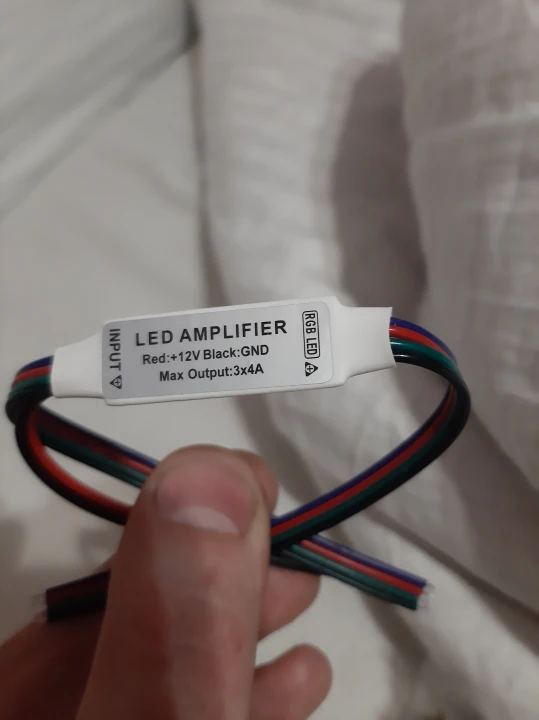 INPUT
LED AMPLIFIER
Red:+12V Black:GND
Max Output:3x4A
RGB LED